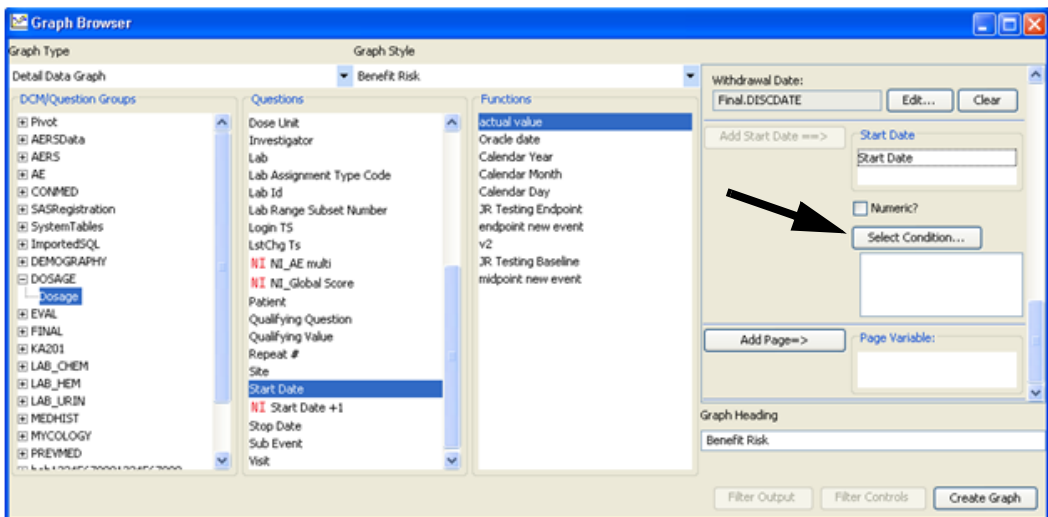 Graph Browser
Graph Type
Graph Style
Detail Data Graph
Benefit Risk
DCM/Question Groups
Pivot
AERSData
AERS
AE
CONMED
SASRegistration
SystemTables
ImportedSQL
DEMOGRAPHY
DOSAGE
Dosage
EVAL
FINAL
KA201
LAB_CHEM
LAB_HEM
LAB_URIN
MEDHIST
MYCOLOGY
PREVMED
Questions
Dose Unit
Investigator
Lab
Lab Assignment Type Code
Lab Id
Lab Range Subset Number
Login TS
LstChg Ts
NI NI_AE multi
NI NI_Global Score
Patient
Qualifying Question
Qualifying Value
Repeat #
Site
Start Date
NI Start Date +1
Stop Date
Sub Event
Visit
Functions
actual value
Oracle date
Calendar Year
Calendar Month
Calendar Day
JR Testing Endpoint
endpoint new event
v2
JR Testing Baseline
midpoint new event
Withdrawal Date:
Final.DISCDATE
Edit...
Clear
Add Start Date ==>
Start Date
Start Date
Numeric?
Select Condition...
Add Page=>
Page Variable:
Graph Heading
Benefit Risk
Filter Output
Filter Controls
Create Graph